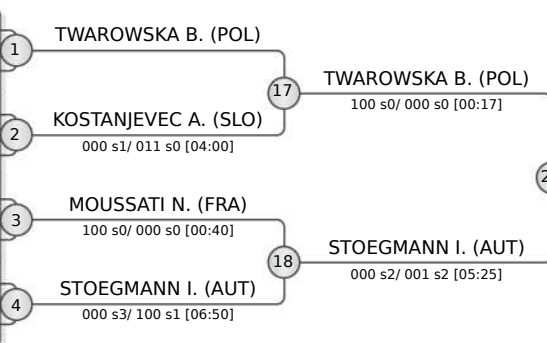 TWAROWSKA B. (POL)
1
17
TWAROWSKA B. (POL)
100 s0/ 000 s0 [00:17]
KOSTANJEVEC A. (SLO)
2
000 s1/ 011 s0 [04:00]
MOUSSATI N. (FRA)
3
100 s0/ 000 s0 [00:40]
18
STOEGMANN I. (AUT)
000 s2/ 001 s2 [05:25]
STOEGMANN I. (AUT)
4
000 s3/ 100 s1 [06:50]